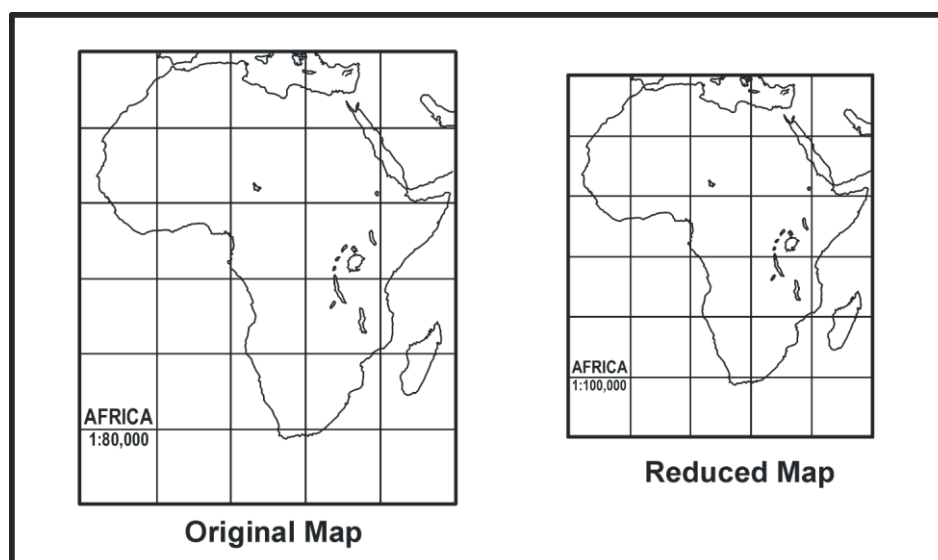 AFRICA
1:80,000
Original Map
AFRICA
1:100,000
Reduced Map